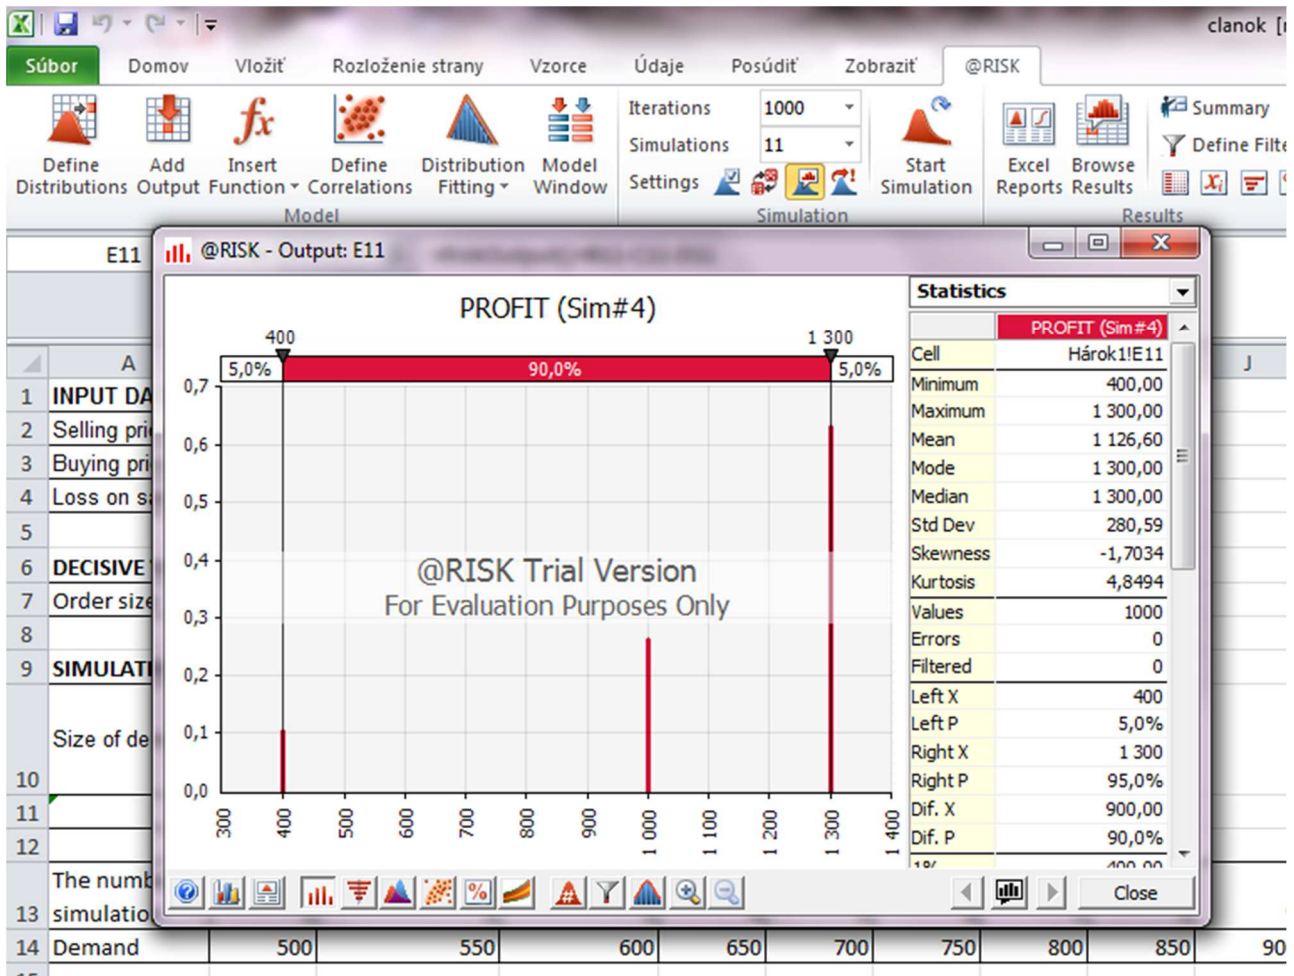 clanok
Súbor Domov Vložiť Rozloženie strany Vzorce Údaje Posúdiť Zobraziť @RISK
Iterations 1000 Summary
Simulations 11 Define
Define Add Insert Define Distribution Model Settings Start Excel Browse
Distributions Output Function Correlations Fitting Window Simulation Reports Results
Model Simulation Results
E11
@RISK - Output: E11
PROFIT (Sim#4)
400 1 300
5,0% 90,0% 5,0%
0,7
0,6
0,5
0,4
0,3
0,2
0,1
0,0
@RISK Trial Version
For Evaluation Purposes Only
300 400 500 600 700 800 900 1 000 1 100 1 200 1 300 1 400
Statistics
PROFIT (Sim#4)
Cell Hárok1!E11
Minimum 400,00
Maximum 1 300,00
Mean 1 126,60
Mode 1 300,00
Median 1 300,00
Std Dev 280,59
Skewness -1,7034
Kurtosis 4,8494
Values 1000
Errors 0
Filtered 0
Left X 400
Left P 5,0%
Right X 1 300
Right P 95,0%
Dif. X 900,00
Dif. P 90,0%
Close
A J
1 INPUT
2 Selling
3 Buying
4 Loss on
5
6 DECISIVE
7 Order size
8
9
10 Size of
11
12
13 The
14 Demand 500 550 600 650 700 750 800 850